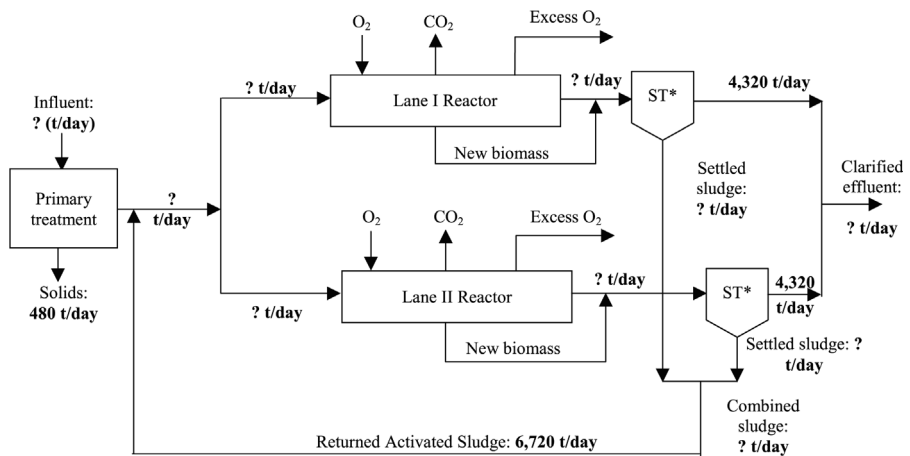 O2
CO2
Excess O2
? t/day
Lane I Reactor
? t/day
ST*
4,320 t/day
Influent:
? (t/day)
New biomass
Primary
treatment
?
t/day
Settled
sludge:
? t/day
Clarified
effluent:
? t/day
O2
CO2
Excess O2
? t/day
Solids:
480 t/day
? t/day
Lane II Reactor
ST*
4,320
t/day
New biomass
Settled sludge: ?
t/day
Combined
sludge:
? t/day
Returned Activated Sludge: 6,720 t/day